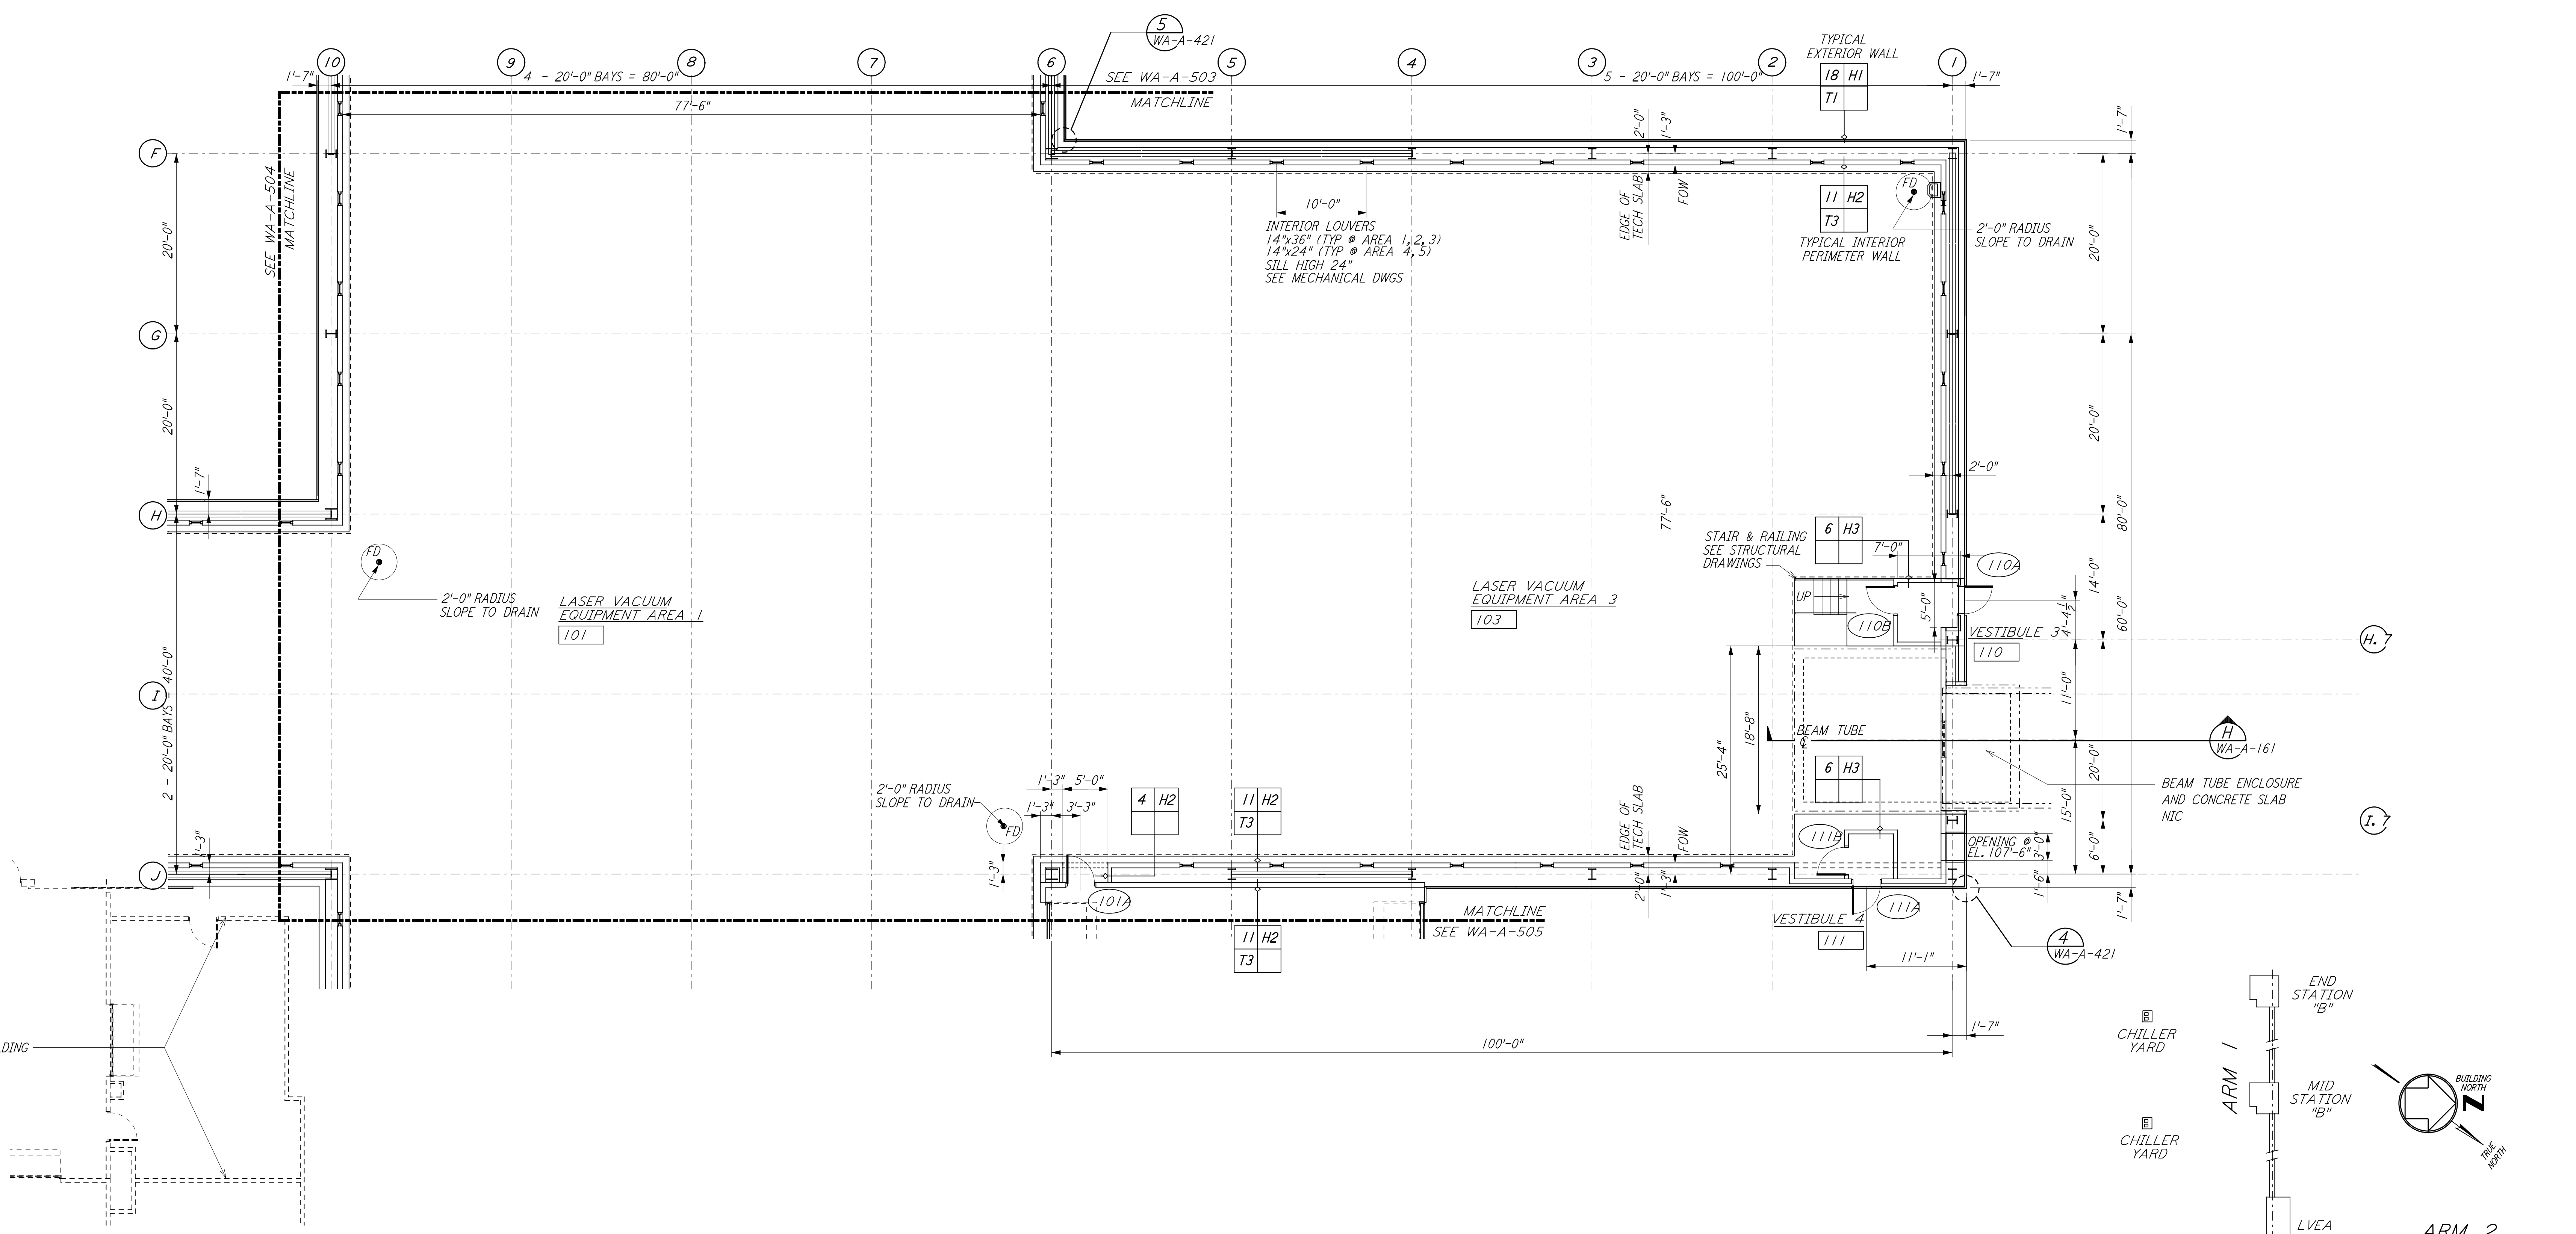 5
WA-A-421
10
9
8
7
6
5
4
3
2
1
TYPICAL
EXTERIOR WALL
18 H1
T1
1'-7"
4 - 20'-0" BAYS = 80'-0"
SEE WA-A-503
5 - 20'-0" BAYS = 100'-0"
1'-7"
MATCHLINE
77'-6"
F
G
H
I
J
SEE WA-A-504
MATCHLINE
20'-0"
20'-0"
2 - 20'-0" BAYS = 40'-0"
1'-7"
1'-3"
2'-0"
1'-3"
EDGE OF
TECH SLAB
FOW
10'-0"
INTERIOR LOUVERS
14"x36" (TYP @ AREA 1,2,3)
14"x24" (TYP @ AREA 4,5)
SILL HIGH 24"
SEE MECHANICAL DWGS
11 H2
T3
TYPICAL INTERIOR
PERIMETER WALL
FD
2'-0" RADIUS
SLOPE TO DRAIN
1'-7"
20'-0"
20'-0"
2'-0"
80'-0"
14'-0"
60'-0"
77'-6"
FD
2'-0" RADIUS
SLOPE TO DRAIN
LASER VACUUM
EQUIPMENT AREA 1
101
LASER VACUUM
EQUIPMENT AREA 3
103
STAIR & RAILING
SEE STRUCTURAL
DRAWINGS
6 H3
7'-0"
110A
UP
5'-0"
4'-4 1/2"
110B
VESTIBULE 3
110
H.7
11'-0"
25'-4"
18'-8"
BEAM TUBE
℄
H
WA-A-161
6 H3
BEAM TUBE ENCLOSURE
AND CONCRETE SLAB
NIC
20'-0"
15'-0"
I.7
2'-0" RADIUS
SLOPE TO DRAIN
FD
1'-3" 5'-0"
1'-3" 3'-3"
1'-3"
4 H2
11 H2
T3
EDGE OF
TECH SLAB
FOW
2'-0"
1'-3"
111B
OPENING @
EL. 107'-6"
3'-0"
6'-0"
1'-6"
1'-7"
101A
MATCHLINE
SEE WA-A-505
VESTIBULE 4
111
111A
11 H2
T3
4
WA-A-421
11'-1"
1'-7"
100'-0"
DING
END
STATION
"B"
CHILLER
YARD
ARM 1
MID
STATION
"B"
CHILLER
YARD
LVEA
ARM 2
BUILDING
NORTH
N
TRUE
NORTH